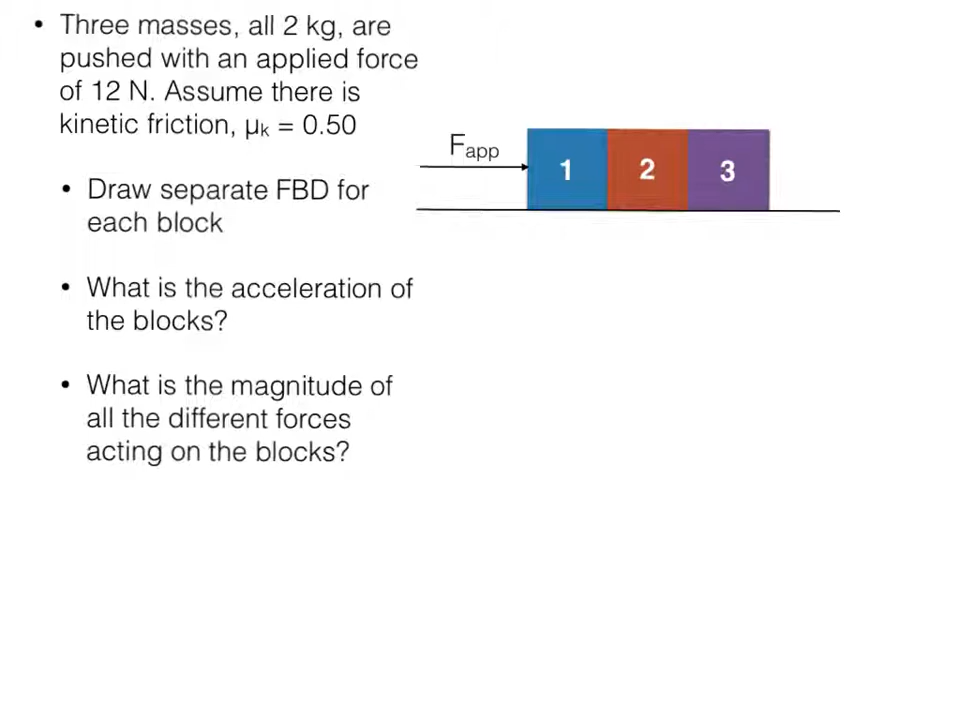 • Three masses, all 2 kg, are
pushed with an applied force
of 12 N. Assume there is
kinetic friction, μk = 0.50
• Draw separate FBD for
each block
• What is the acceleration of
the blocks?
• What is the magnitude of
all the different forces
acting on the blocks?
Fapp
1 2 3